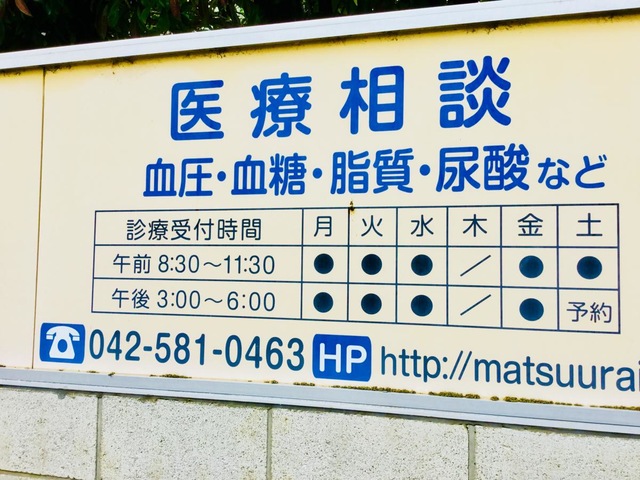 医療相談
血圧・血糖・脂質・尿酸など
診療受付時間 月 火 水 木 金 土
午前 8:30～11:30 ● ● ● ／ ● ●
午後 3:00～6:00 ● ● ● ／ ● 予約
042-581-0463 HP http://matsuurai